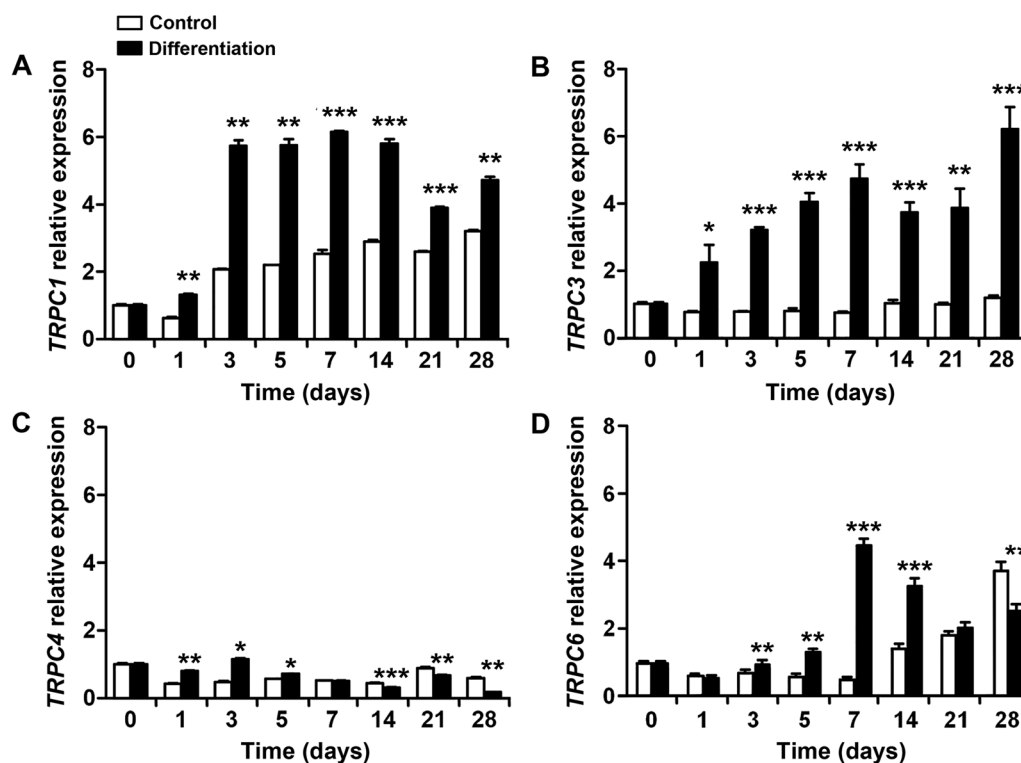 Control
Differentiation
A
TRPC1 relative expression
8
6
4
2
0
** ** ** *** *** *** **
0 1 3 5 7 14 21 28
Time (days)
B
TRPC3 relative expression
8
6
4
2
0
* *** *** *** *** ** ***
0 1 3 5 7 14 21 28
Time (days)
C
TRPC4 relative expression
8
6
4
2
0
** * * *** ** **
0 1 3 5 7 14 21 28
Time (days)
D
TRPC6 relative expression
8
6
4
2
0
** ** *** *** **
0 1 3 5 7 14 21 28
Time (days)